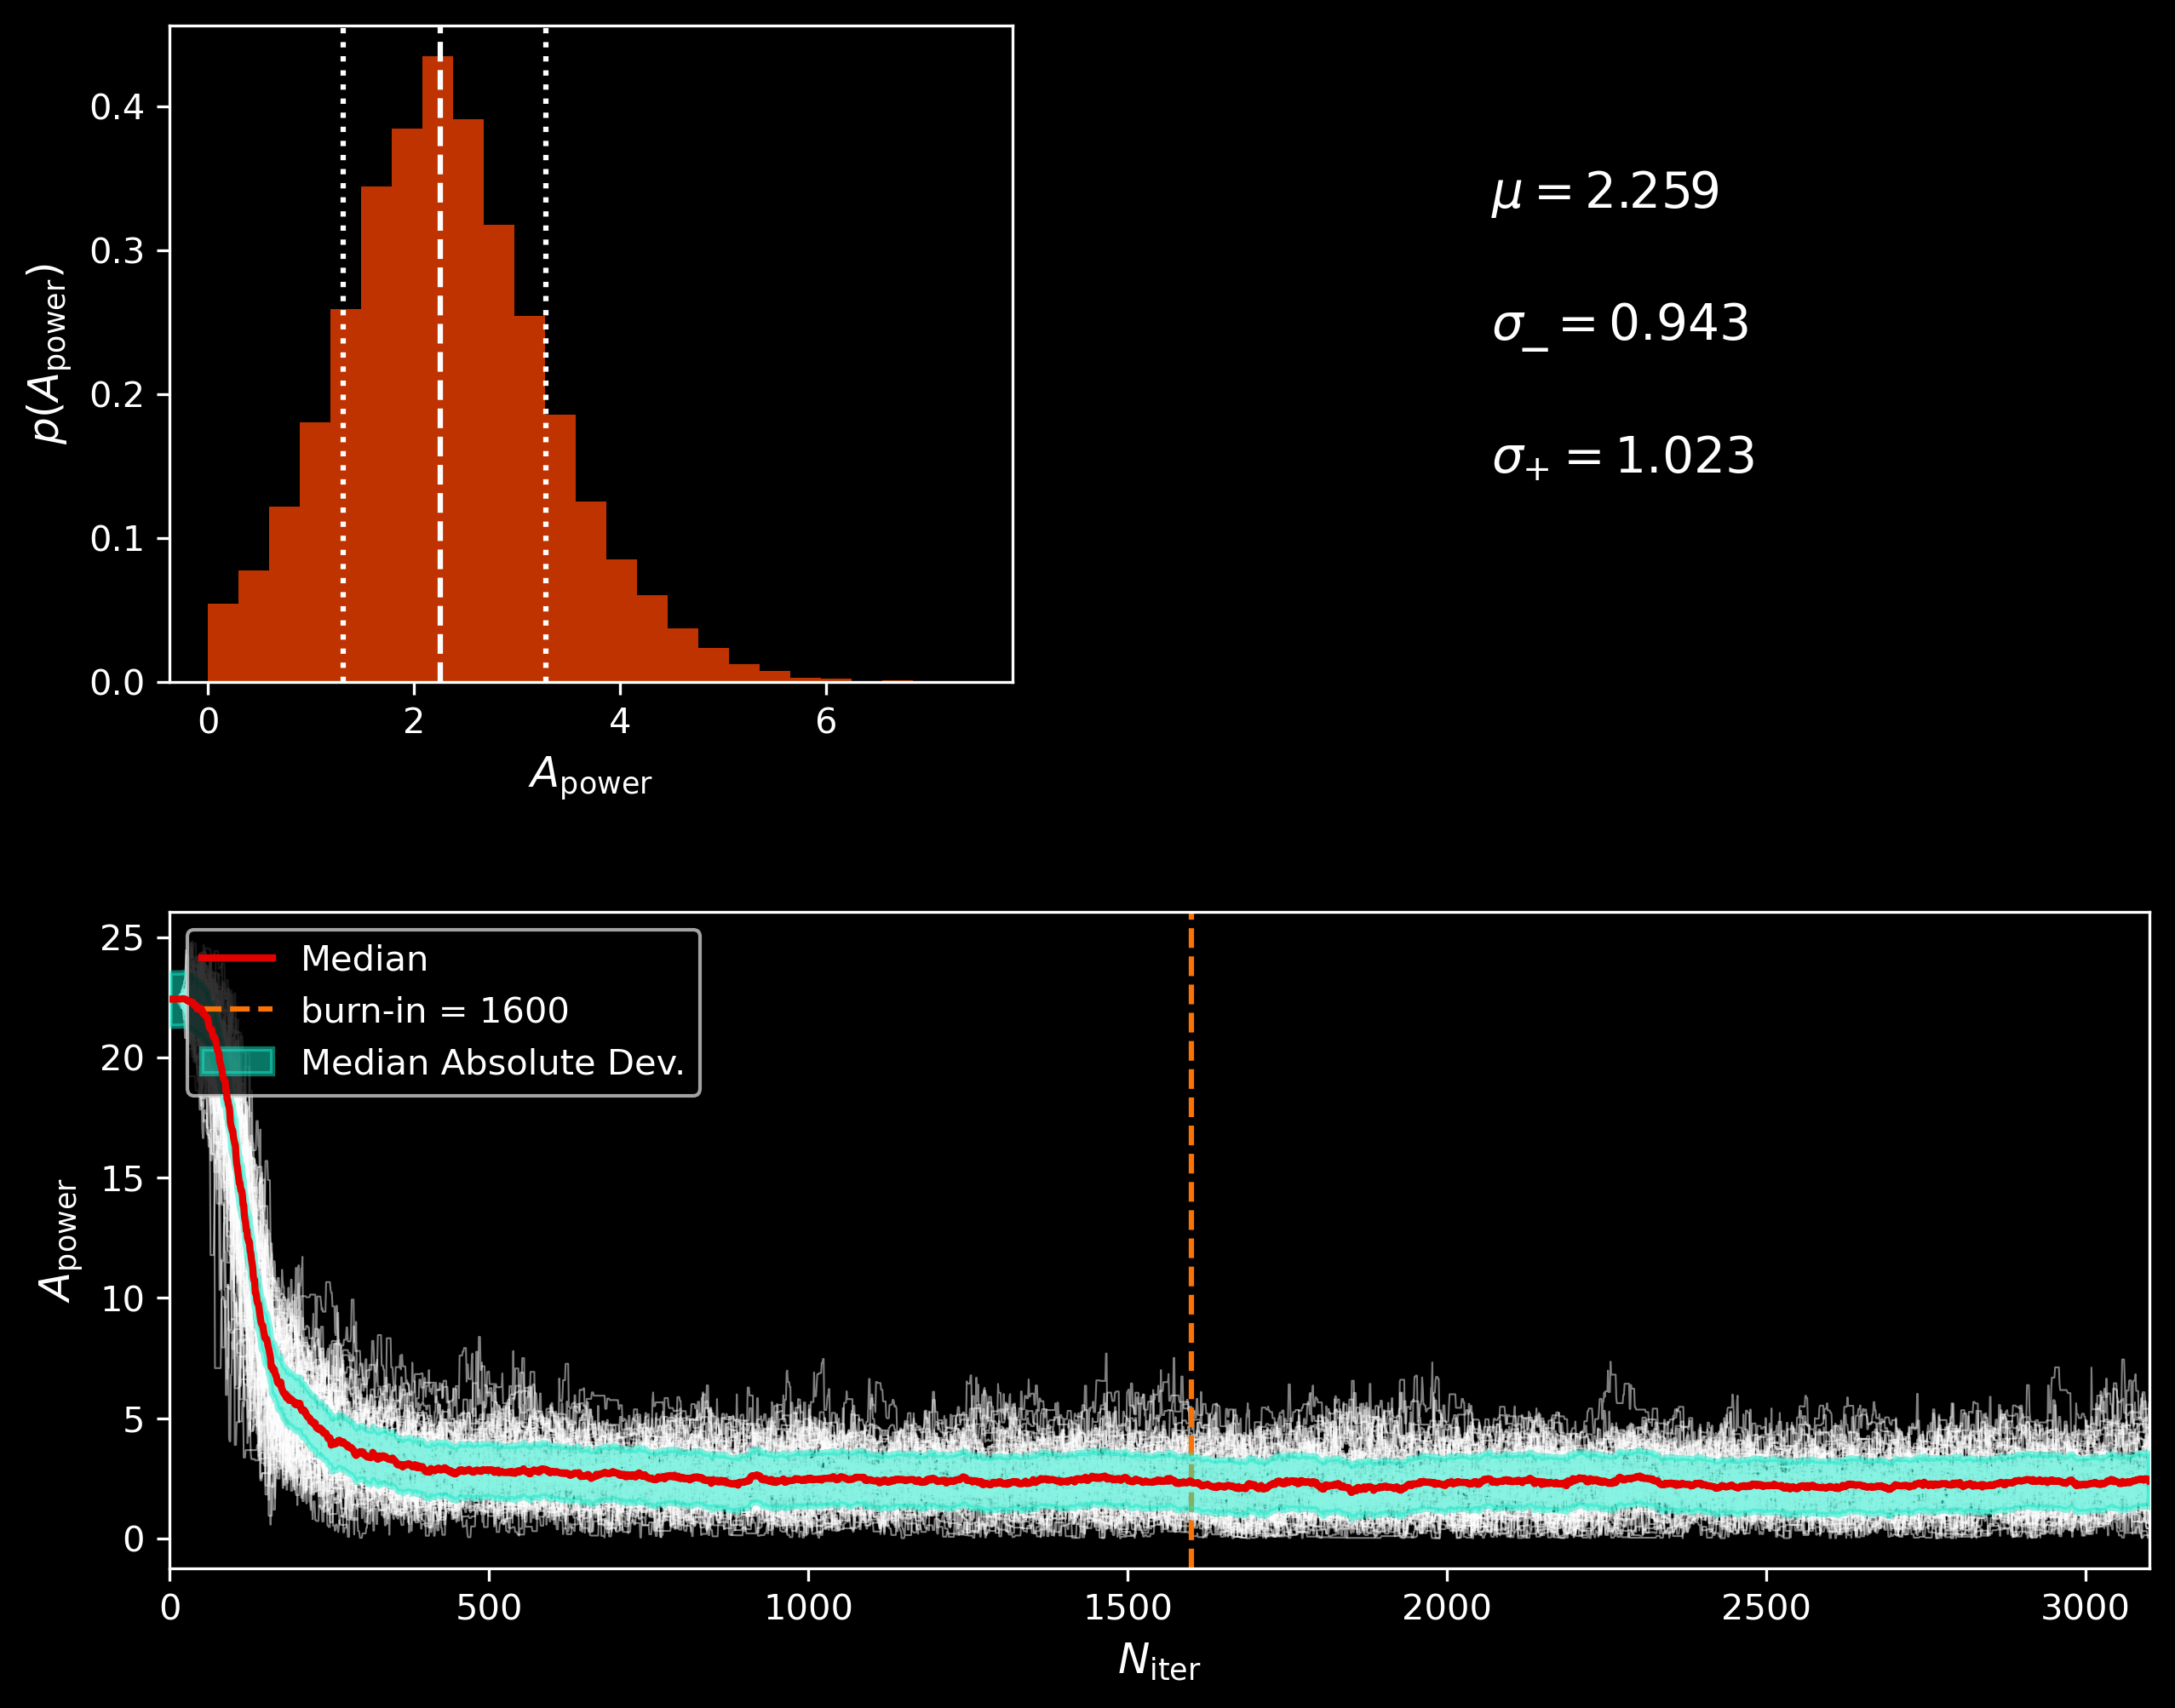 0.4
0.3
0.2
0.1
0.0
p(A_power)
0 2 4 6
A_power
μ = 2.259
σ_− = 0.943
σ_+ = 1.023
Median
burn-in = 1600
Median Absolute Dev.
25
20
15
10
5
0
A_power
0 500 1000 1500 2000 2500 3000
N_iter